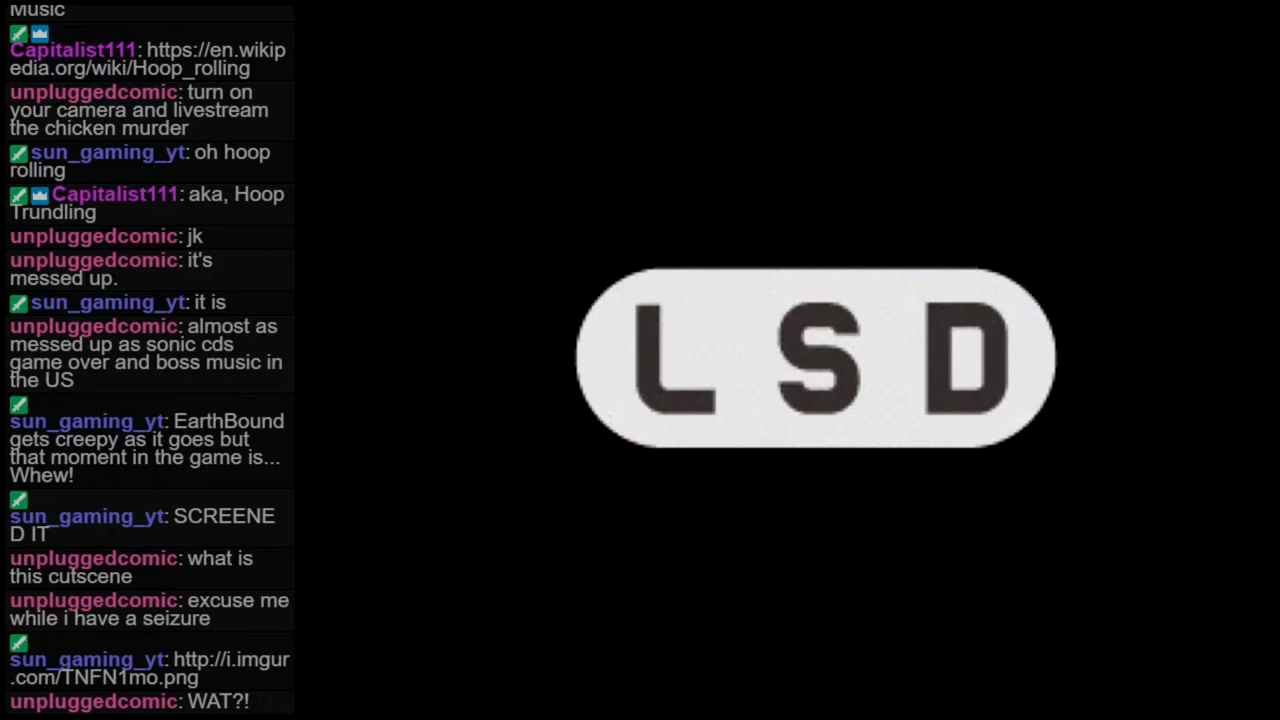 Music
Capitalist111: https://en.wikip
edia.org/wiki/Hoop_rolling
unpluggedcomic: turn on
your camera and livestream
the chicken murder
sun_gaming_yt: oh hoop
rolling
Capitalist111: aka, Hoop
Trundling
unpluggedcomic: jk
unpluggedcomic: it's
messed up.
sun_gaming_yt: it is
unpluggedcomic: almost as
messed up as sonic cds
game over and boss music in
the US
sun_gaming_yt: EarthBound
gets creepy as it goes but
that moment in the game is...
Whew!
sun_gaming_yt: SCREENE
D IT
unpluggedcomic: what is
this cutscene
unpluggedcomic: excuse me
while i have a seizure
sun_gaming_yt: http://i.imgur
.com/TNFN1mo.png
unpluggedcomic: WAT?!
LSD